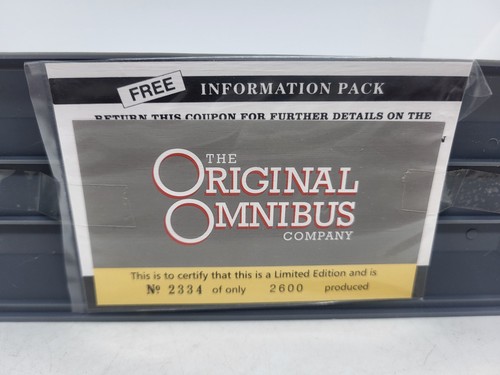 FREE INFORMATION PACK
RETURN THIS COUPON FOR FURTHER DETAILS ON THE
THE
ORIGINAL
OMNIBUS
COMPANY
This is to certify that this is a Limited Edition and is
№ 2334 of only 2600 produced